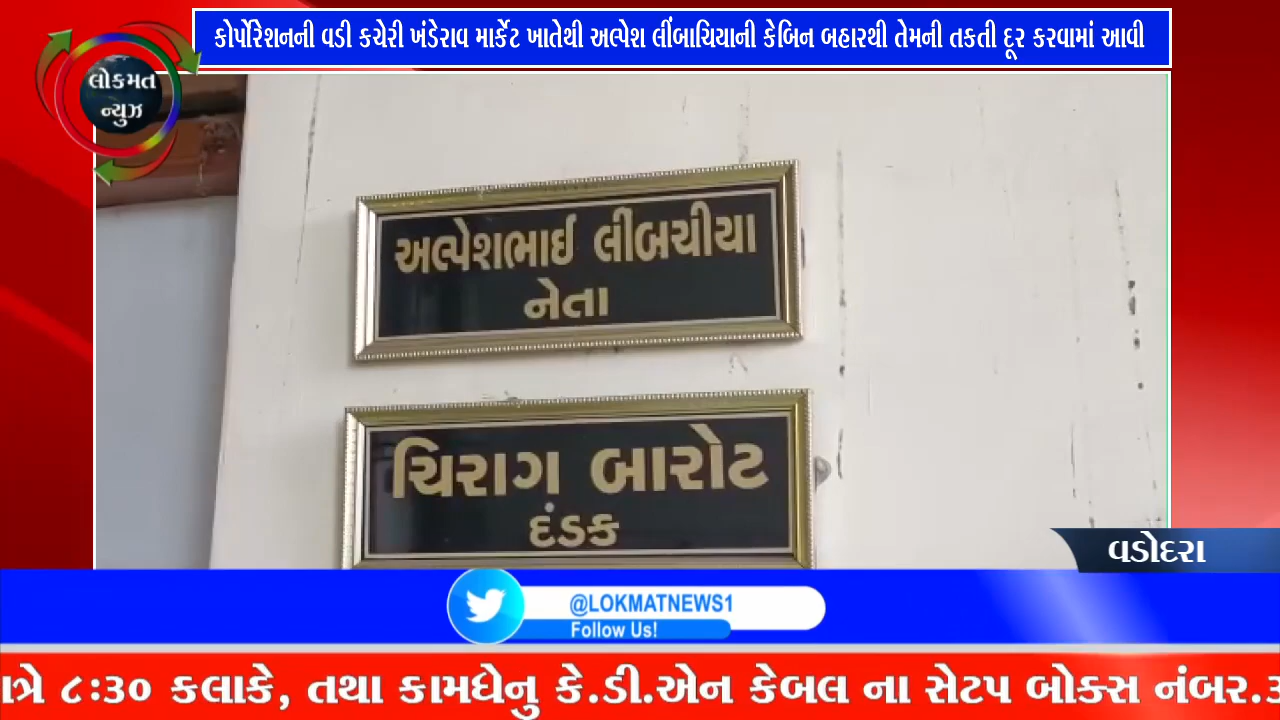 કોર્પોરેશનની વડી કચેરી ખંડેરાવ માર્કેટ ખાતેથી અલ્પેશ લીંબાચિયાની કેબિન બહારથી તેમની તકતી દૂર કરવામાં આવી
લોકમત
ન્યુઝ
અલ્પેશભાઈ લીંબચીયા
નેતા
ચિરાગ બારોટ
દંડક
વડોદરા
@LOKMATNEWS1
Follow Us!
ાત્રે ૮:૩૦ કલાકે, તથા કામધેનુ કે.ડી.એન કેબલ ના સેટપ બોક્સ નંબર.